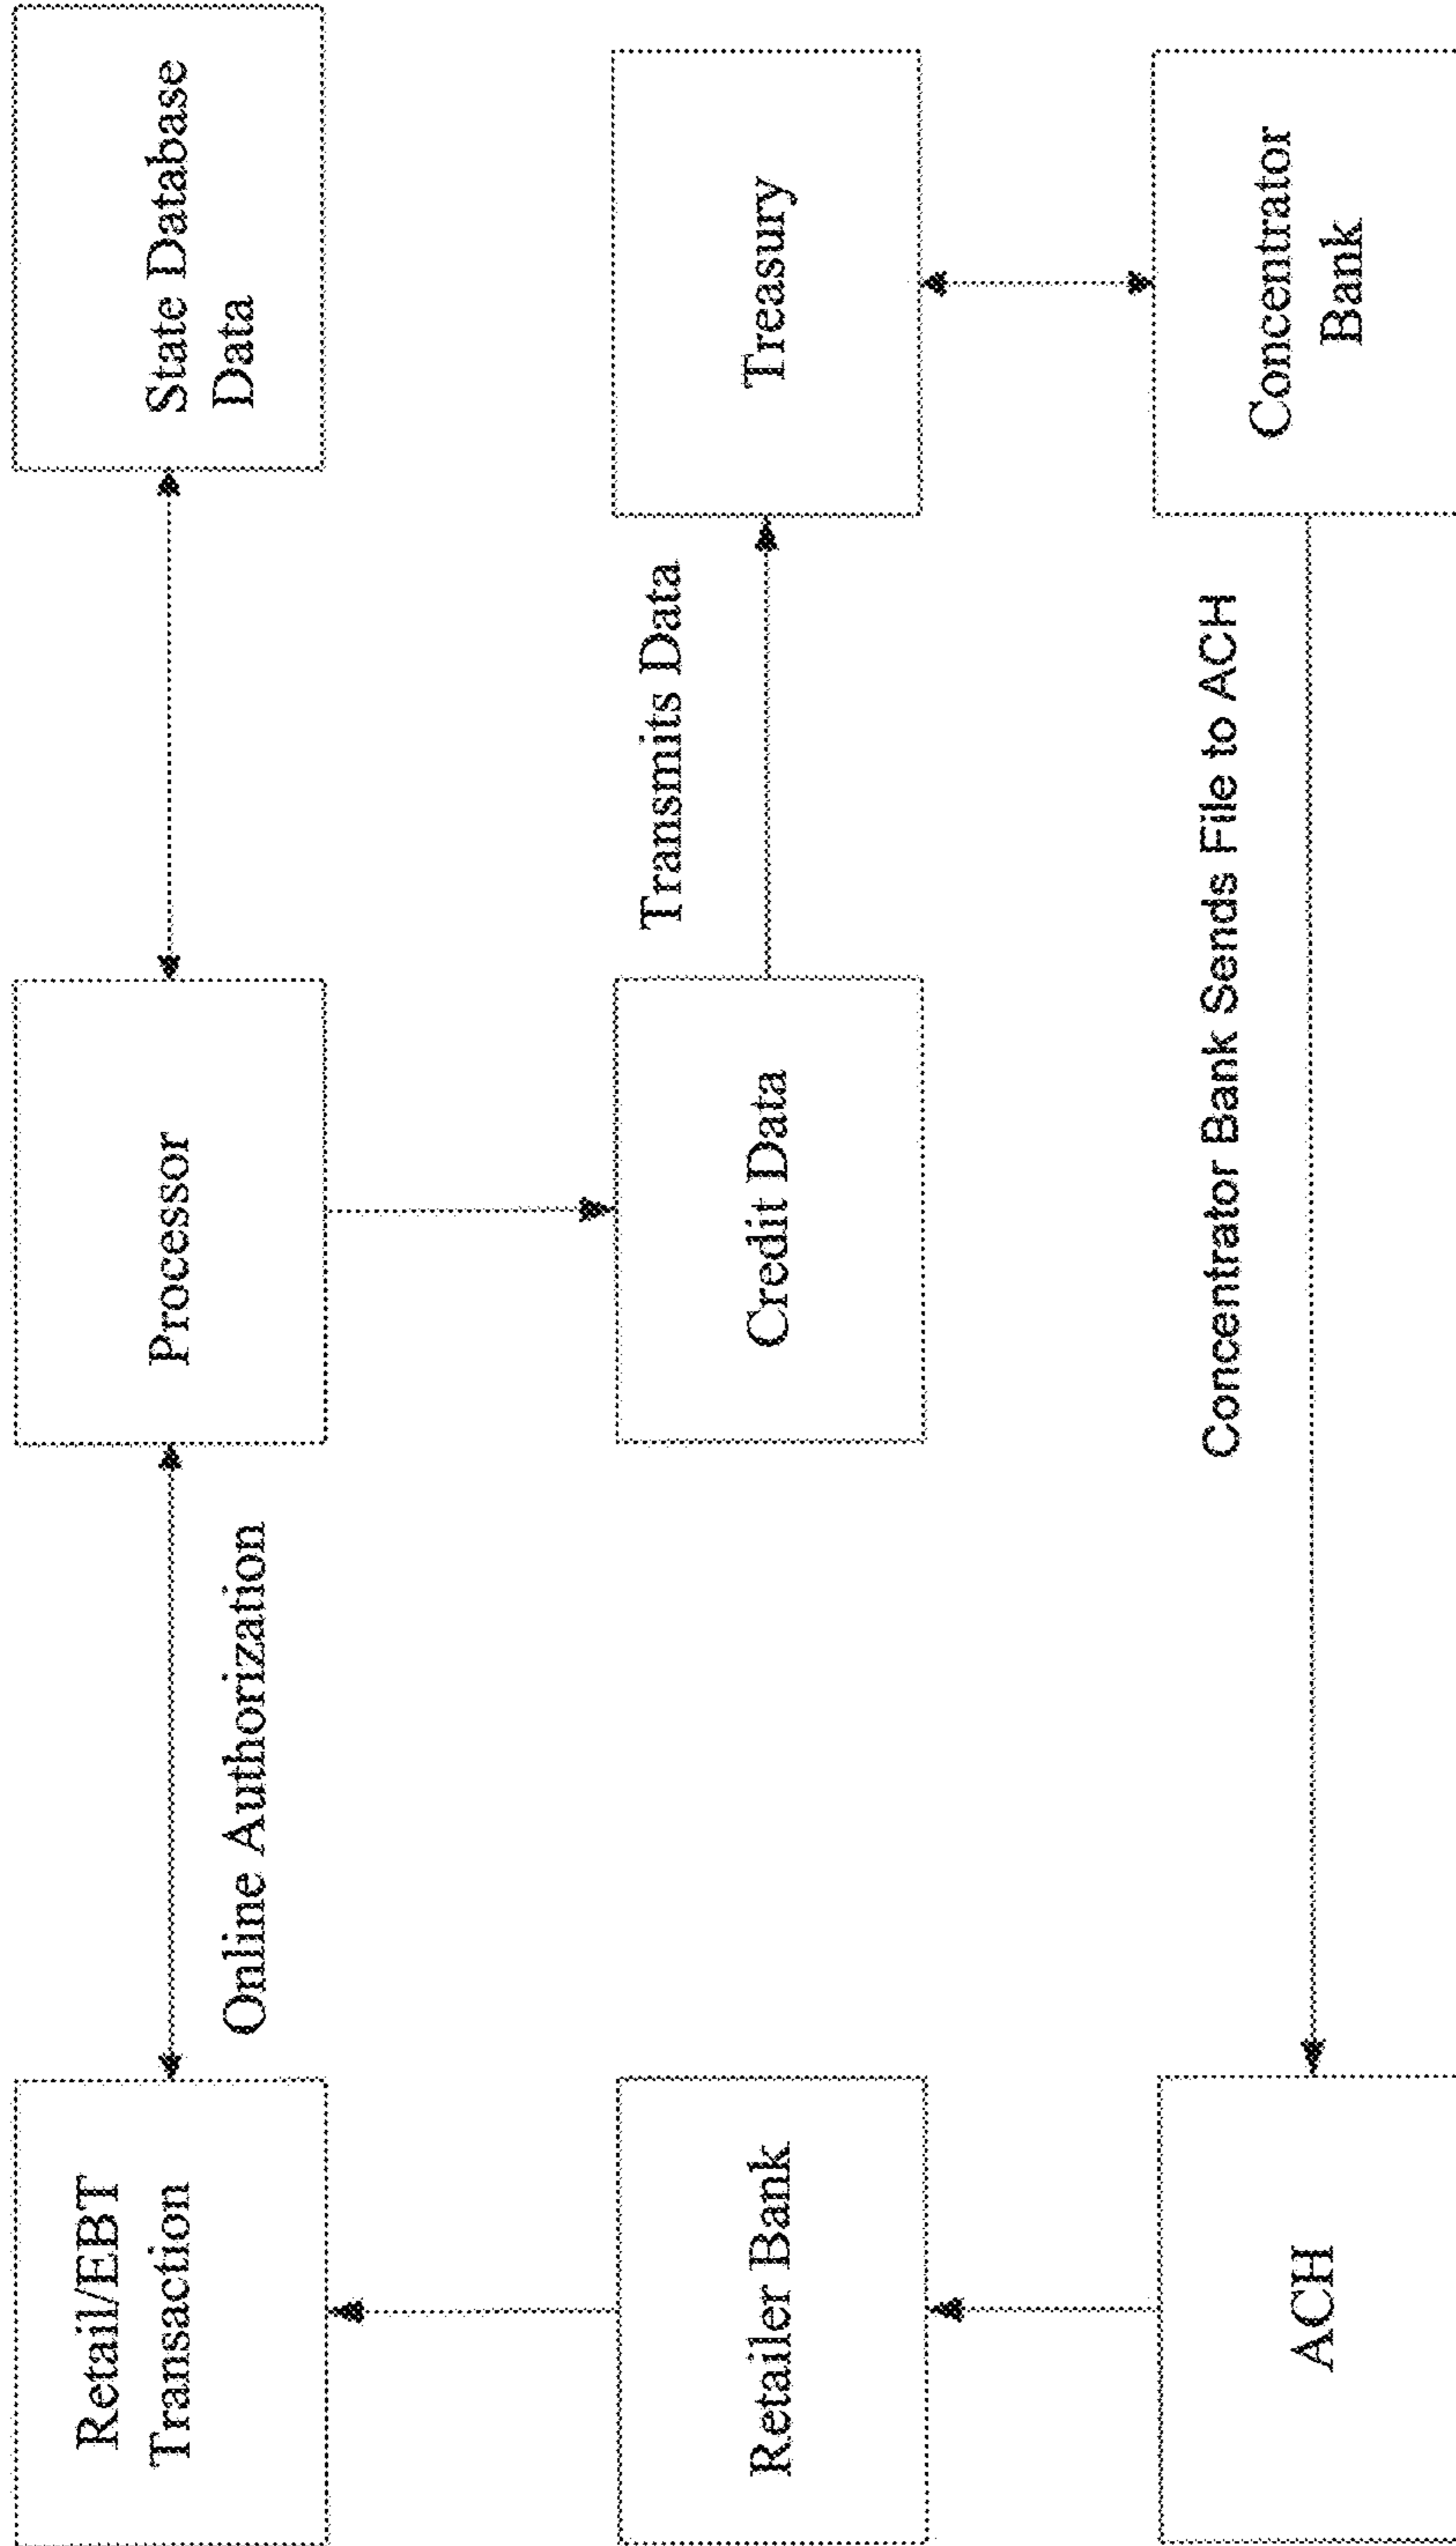 Retail/EBT
Transaction
Online Authorization
Processor
State Database
Data
Retailer Bank
Credit Data
Transmits Data
Treasury
ACH
Concentrator Bank Sends File to ACH
Concentrator
Bank